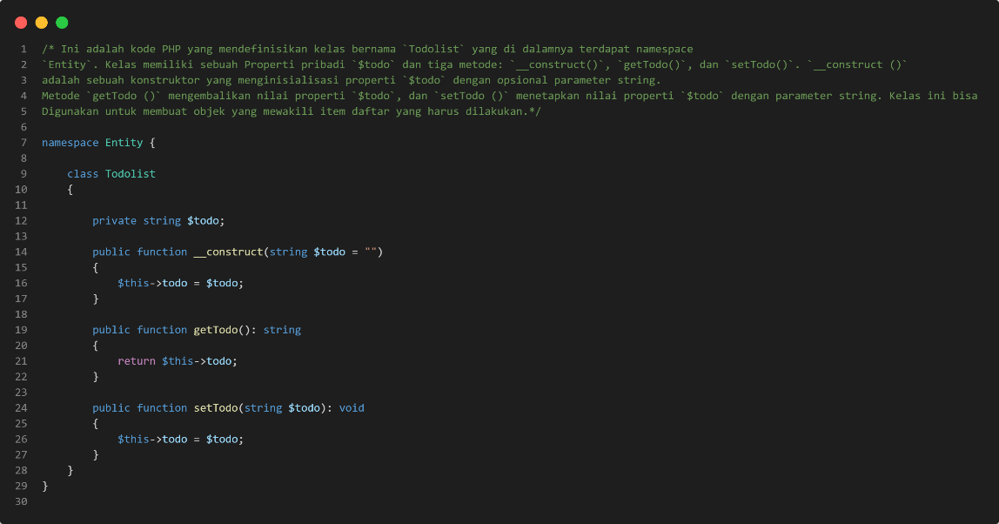 1 /* Ini adalah kode PHP yang mendefinisikan kelas bernama `Todolist` yang di dalamnya terdapat namespace
2 `Entity`. Kelas memiliki sebuah Properti pribadi `$todo` dan tiga metode: `__construct()`, `getTodo()`, dan `setTodo()`. `__construct ()`
3 adalah sebuah konstruktor yang menginisialisasi properti `$todo` dengan opsional parameter string.
4 Metode `getTodo ()` mengembalikan nilai properti `$todo`, dan `setTodo ()` menetapkan nilai properti `$todo` dengan parameter string. Kelas ini bisa
5 Digunakan untuk membuat objek yang mewakili item daftar yang harus dilakukan.*/
6
7 namespace Entity {
8
9     class Todolist
10     {
11
12         private string $todo;
13
14         public function __construct(string $todo = "")
15         {
16             $this->todo = $todo;
17         }
18
19         public function getTodo(): string
20         {
21             return $this->todo;
22         }
23
24         public function setTodo(string $todo): void
25         {
26             $this->todo = $todo;
27         }
28     }
29 }
30